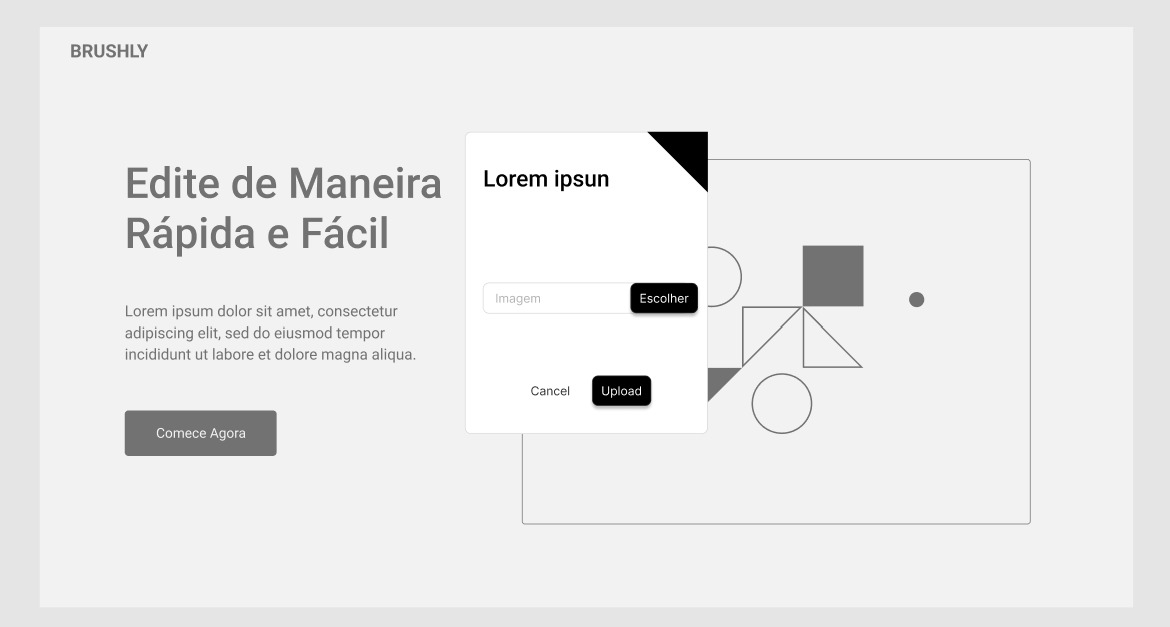 BRUSHLY
Edite de Maneira
Rápida e Fácil
Lorem ipsum dolor sit amet, consectetur
adipiscing elit, sed do eiusmod tempor
incididunt ut labore et dolore magna aliqua.
Comece Agora
Lorem ipsun
Imagem
Escolher
Cancel
Upload